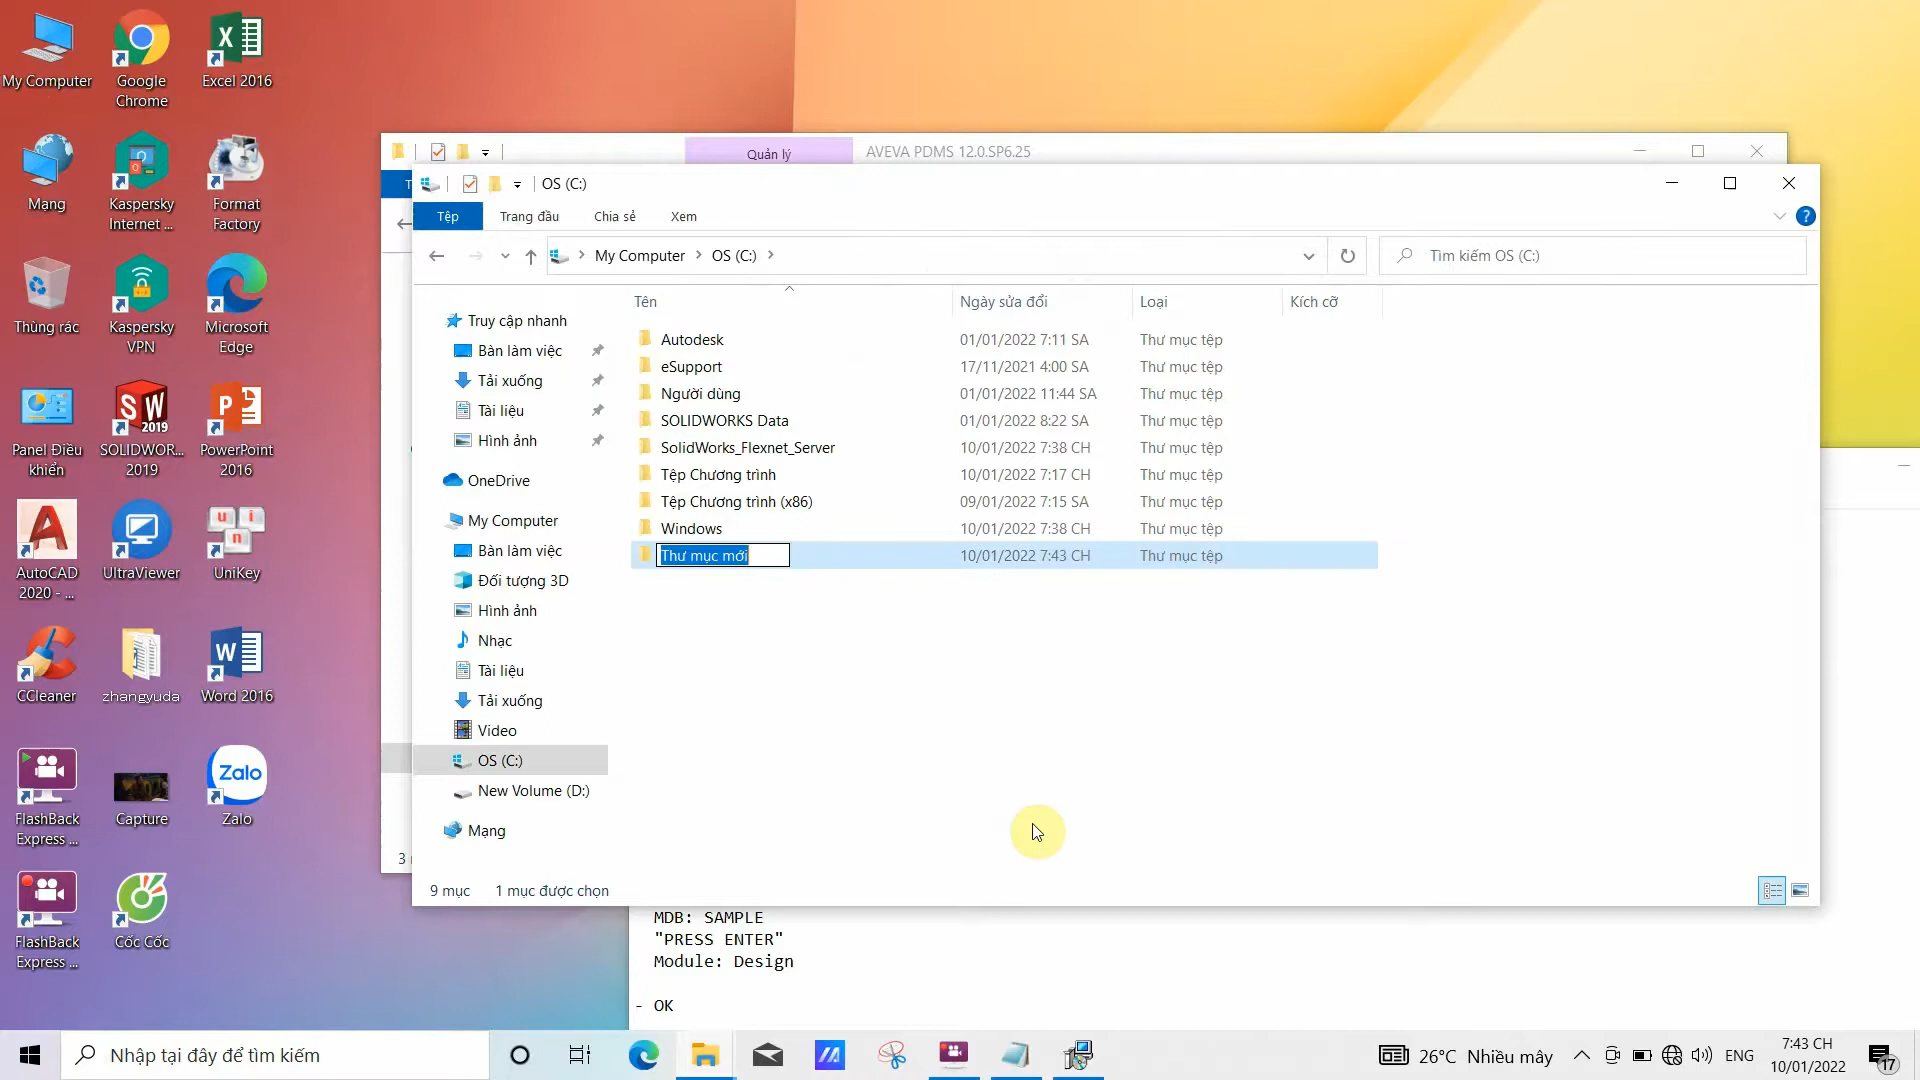 My Computer
Google
Chrome
Excel 2016
Mạng
Kaspersky
Internet ...
Format
Factory
Thùng rác
Kaspersky
VPN
Microsoft
Edge
Panel Điều
khiển
SOLIDWOR...
2019
PowerPoint
2016
AutoCAD
2020 - ...
UltraViewer
UniKey
CCleaner
zhangyuda
Word 2016
FlashBack
Express ...
Capture
Zalo
FlashBack
Express ...
Cốc Cốc
Quản lý
AVEVA PDMS 12.0.SP6.25
OS (C:)
Tệp
Trang đầu
Chia sẻ
Xem
My Computer
OS (C:)
Tìm kiếm OS (C:)
Truy cập nhanh
Bàn làm việc
Tải xuống
Tài liệu
Hình ảnh
OneDrive
My Computer
Bàn làm việc
Đối tượng 3D
Hình ảnh
Nhạc
Tài liệu
Tải xuống
Video
OS (C:)
New Volume (D:)
Mạng
Tên Ngày sửa đổi Loại Kích cỡ
Autodesk 01/01/2022 7:11 SA Thư mục tệp
eSupport 17/11/2021 4:00 SA Thư mục tệp
Người dùng 01/01/2022 11:44 SA Thư mục tệp
SOLIDWORKS Data 01/01/2022 8:22 SA Thư mục tệp
SolidWorks_Flexnet_Server 10/01/2022 7:38 CH Thư mục tệp
Tệp Chương trình 10/01/2022 7:17 CH Thư mục tệp
Tệp Chương trình (x86) 09/01/2022 7:15 SA Thư mục tệp
Windows 10/01/2022 7:38 CH Thư mục tệp
Thư mục mới 10/01/2022 7:43 CH Thư mục tệp
9 mục
1 mục được chọn
MDB: SAMPLE
"PRESS ENTER"
Module: Design
- OK
Nhập tại đây để tìm kiếm
26°C Nhiều mây
ENG
7:43 CH
10/01/2022
17